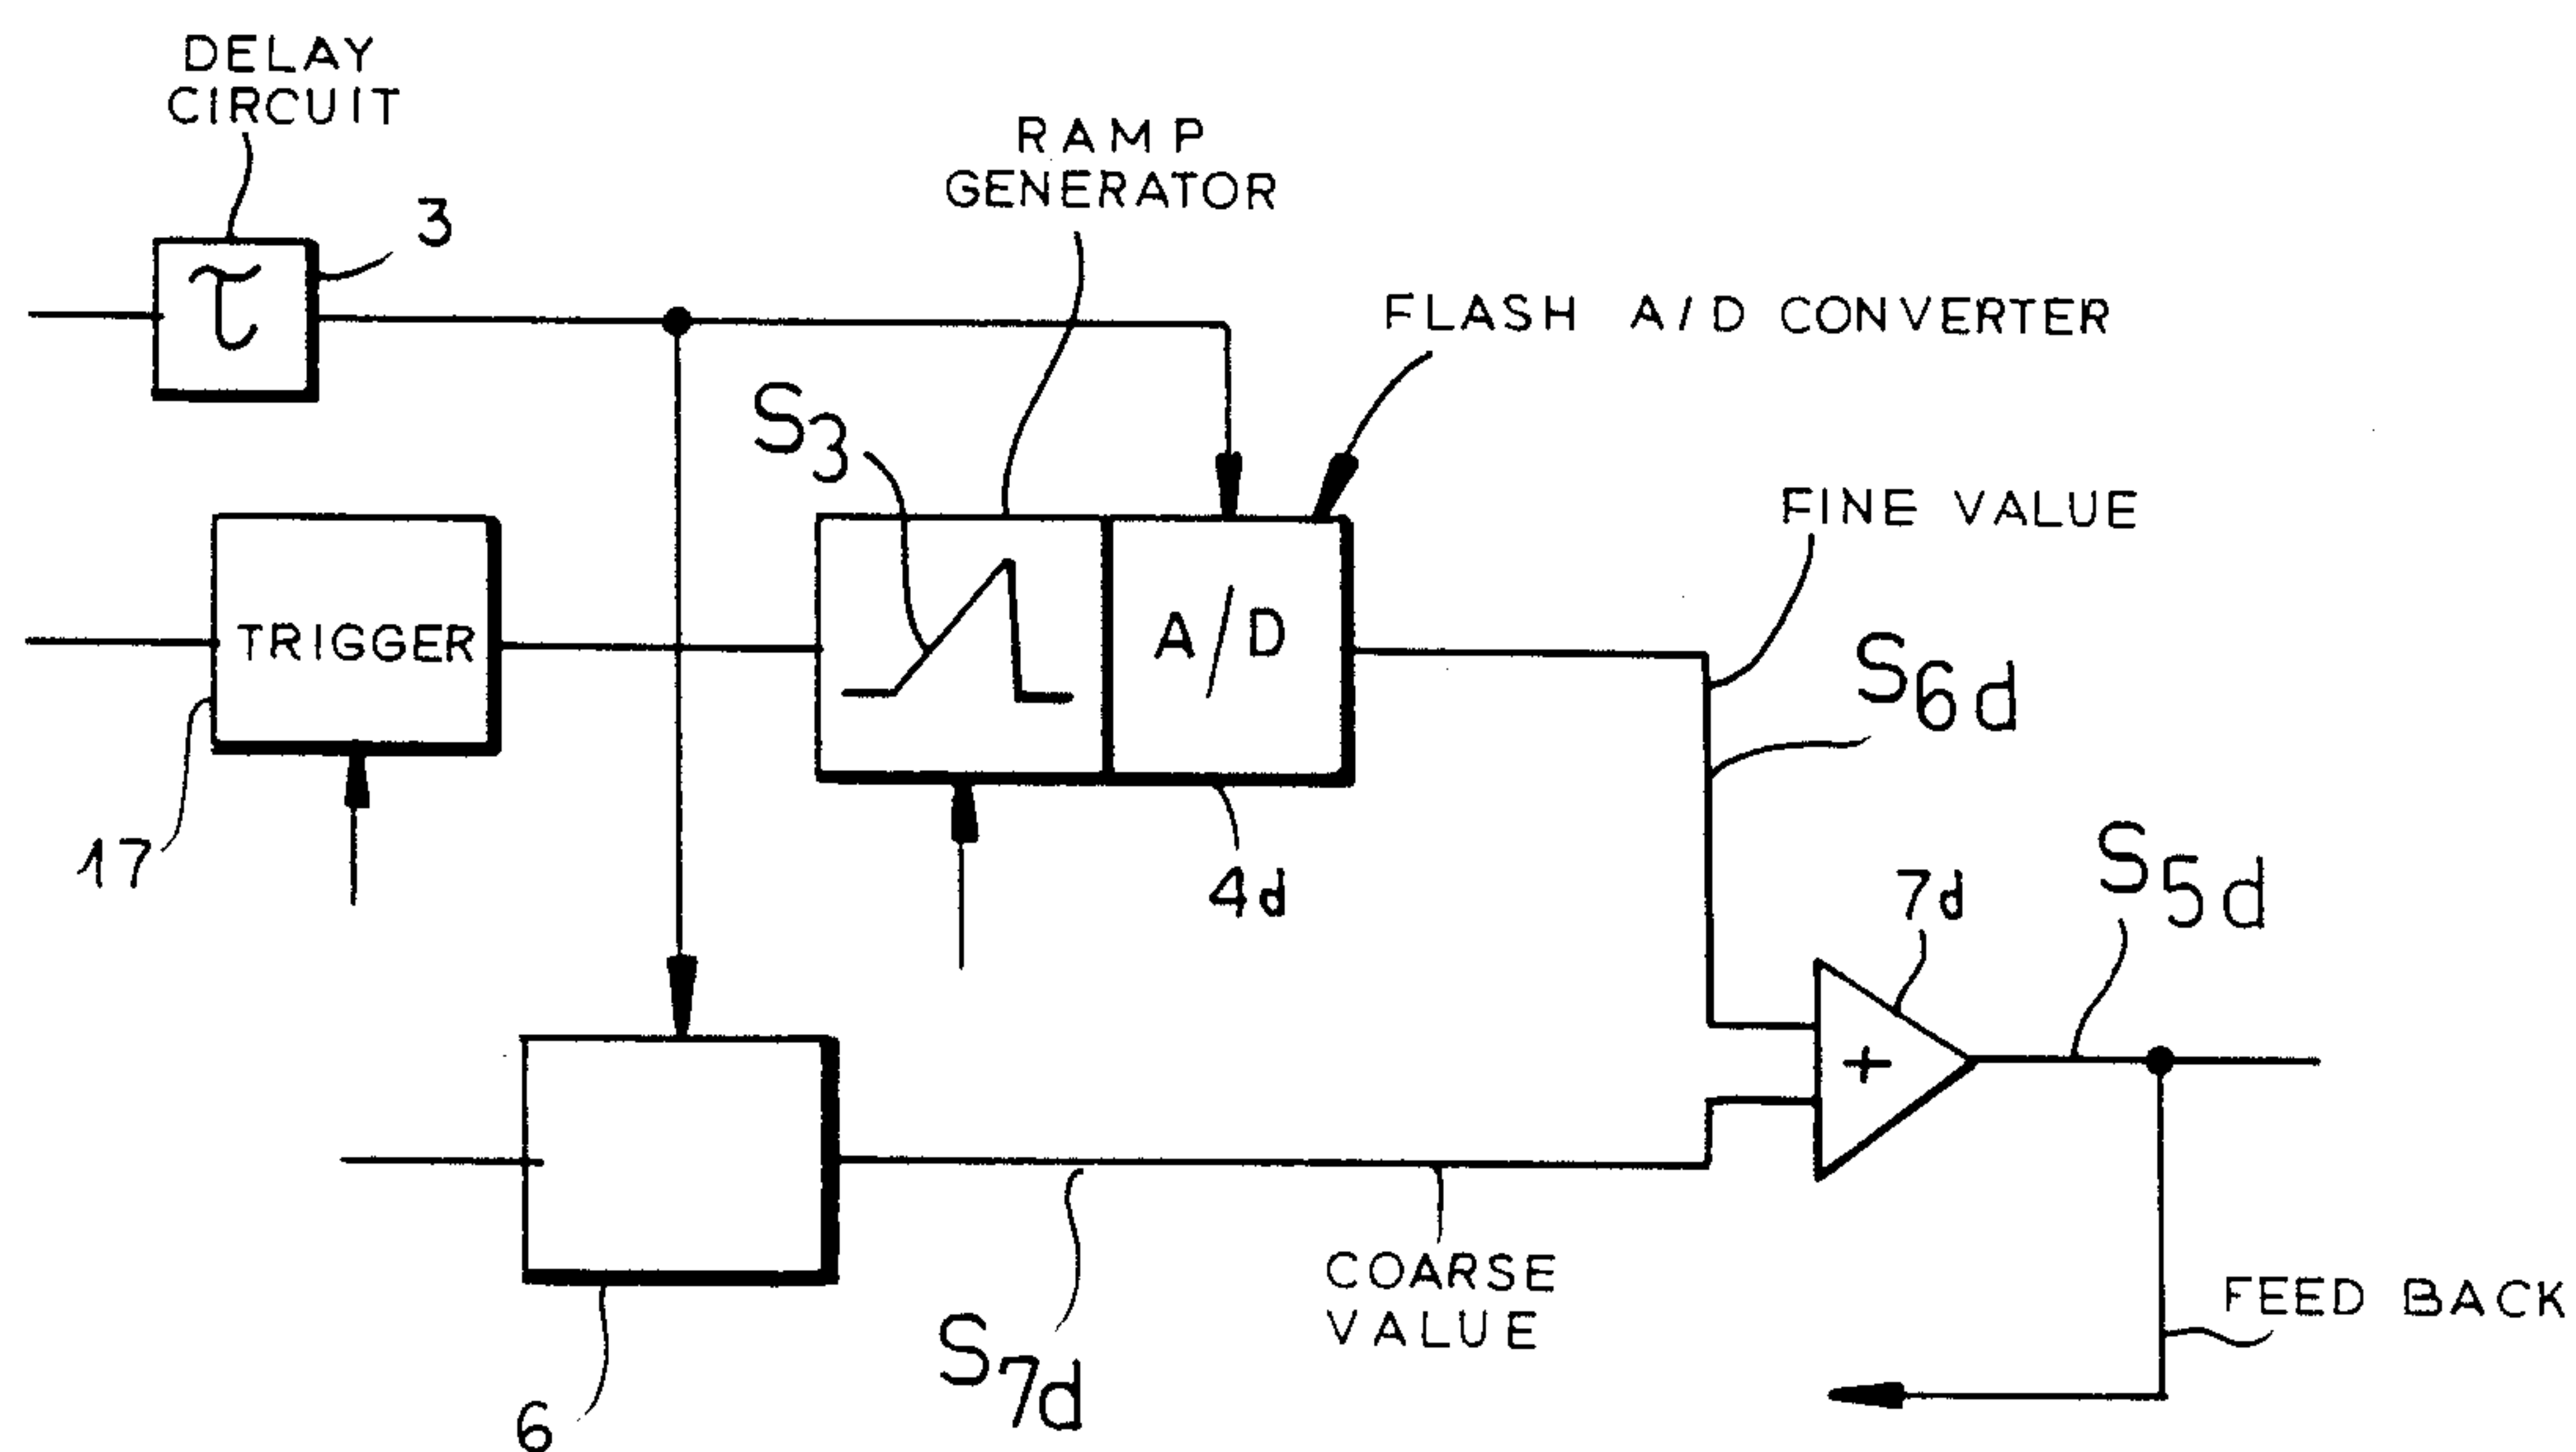 DELAY
CIRCUIT
3
τ
RAMP
GENERATOR
FLASH A/D CONVERTER
S3
FINE VALUE
TRIGGER
A/D
S6d
17
4d
7d
S5d
+
COARSE
VALUE
FEED BACK
S7d
6